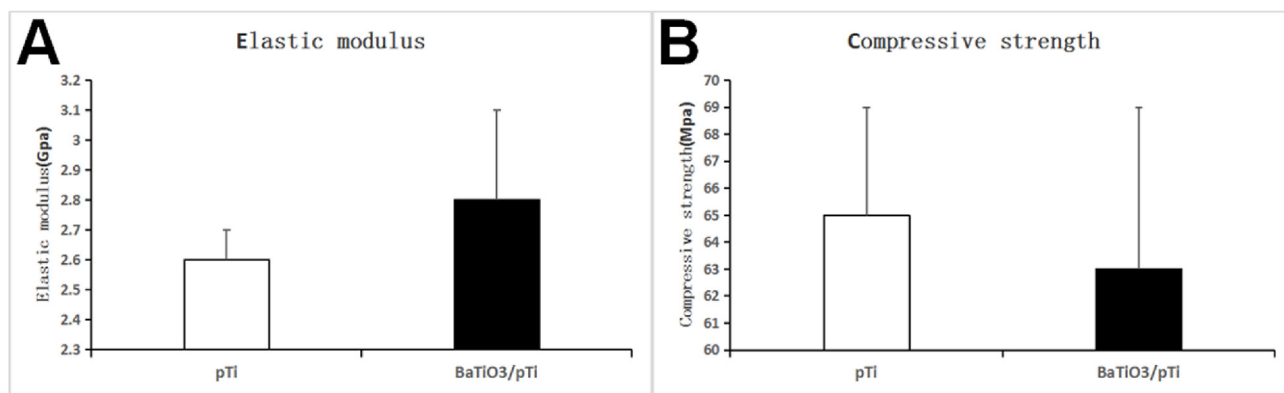 A
Elastic modulus
Elastic modulus(Gpa)
3.2
3.1
3
2.9
2.8
2.7
2.6
2.5
2.4
2.3
pTi
BaTiO3/pTi
B
Compressive strength
Compressive strength(Mpa)
70
69
68
67
66
65
64
63
62
61
60
pTi
BaTiO3/pTi